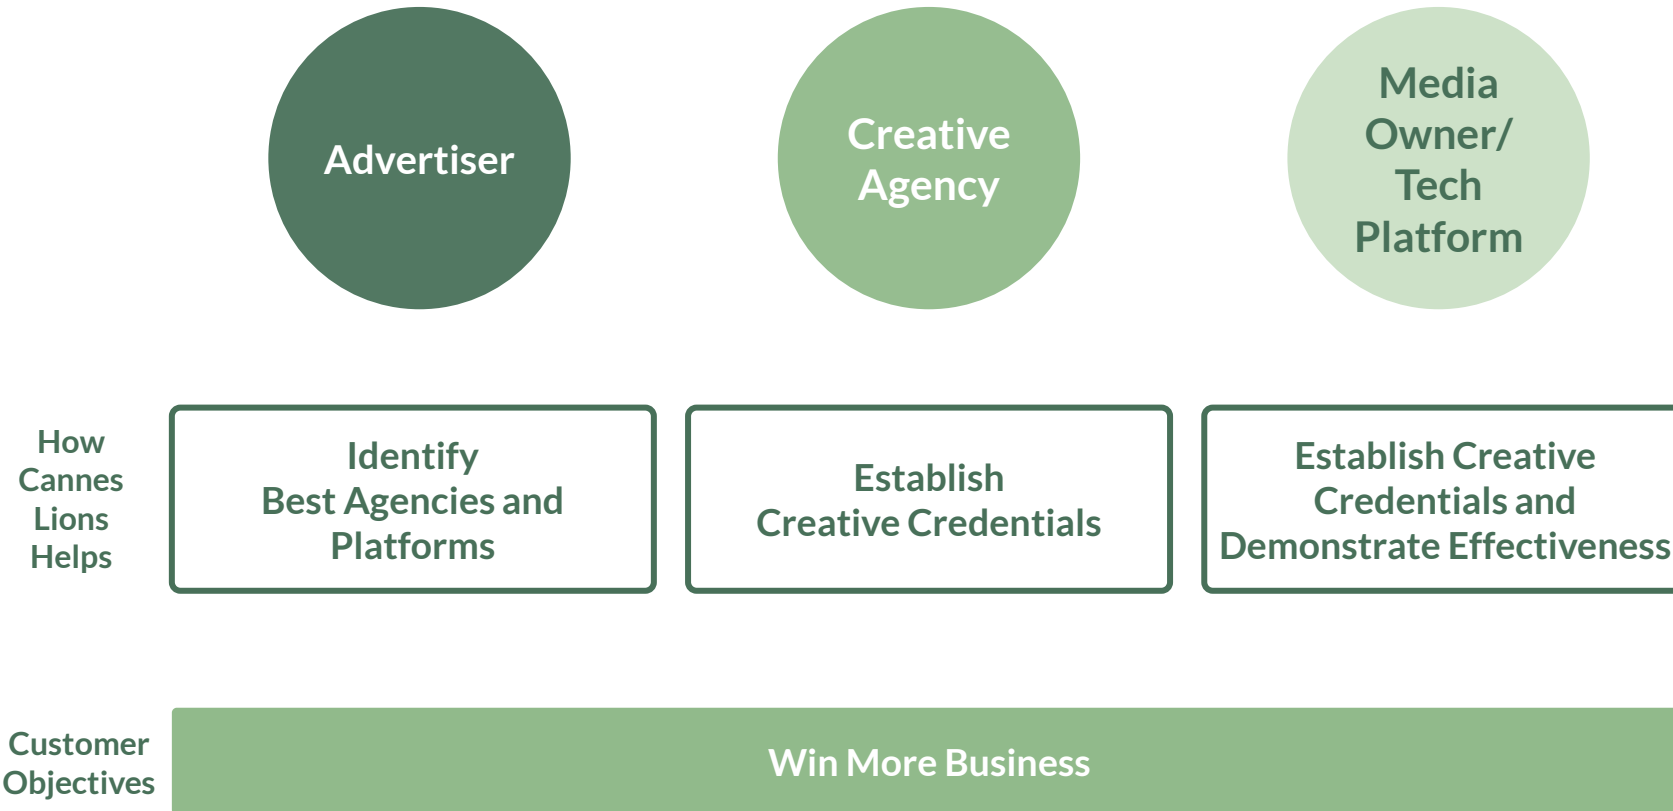 Advertiser
Creative
Agency
Media
Owner/
Tech
Platform
How
Cannes
Lions
Helps
Identify
Best Agencies and
Platforms
Establish
Creative Credentials
Establish Creative
Credentials and
Demonstrate Effectiveness
Customer
Objectives
Win More Business